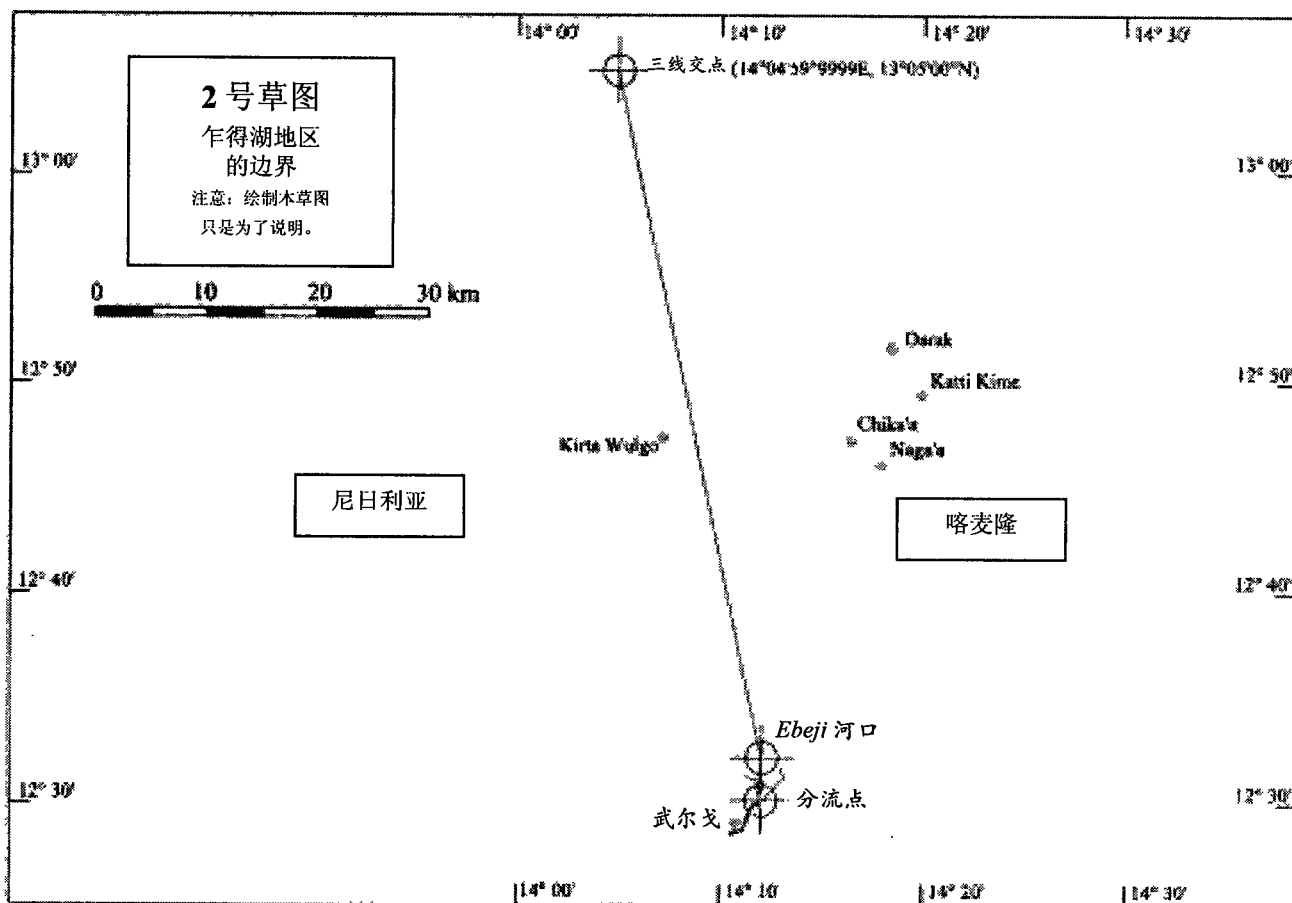 14° 00'
14° 10'
14° 20'
14° 30'
三线交点 (14°04'59"9999E, 13°05'00"N)
2 号草图
乍得湖地区
的边界
注意：绘制本草图
只是为了说明。
13° 00'
13° 00'
0 10 20 30 km
Darak
12° 50'
12° 50'
Katti Kime
Chika'a
Kirta Wulgo
Naga'a
尼日利亚
喀麦隆
12° 40'
12° 40'
Ebeji 河口
12° 30'
分流点
12° 30'
武尔戈
14° 00'
14° 10'
14° 20'
14° 30'